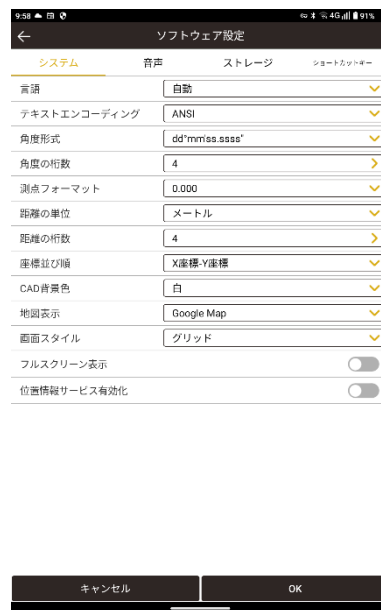 9:58 4G 91%
ソフトウェア設定
システム 音声 ストレージ ショートカットキー
言語 自動
テキストエンコーディング ANSI
角度形式 dd°mm'ss.ssss"
角度の桁数 4
測点フォーマット 0.000
距離の単位 メートル
距離の桁数 4
座標並び順 X座標-Y座標
CAD背景色 白
地図表示 Google Map
画面スタイル グリッド
フルスクリーン表示
位置情報サービス有効化
キャンセル OK